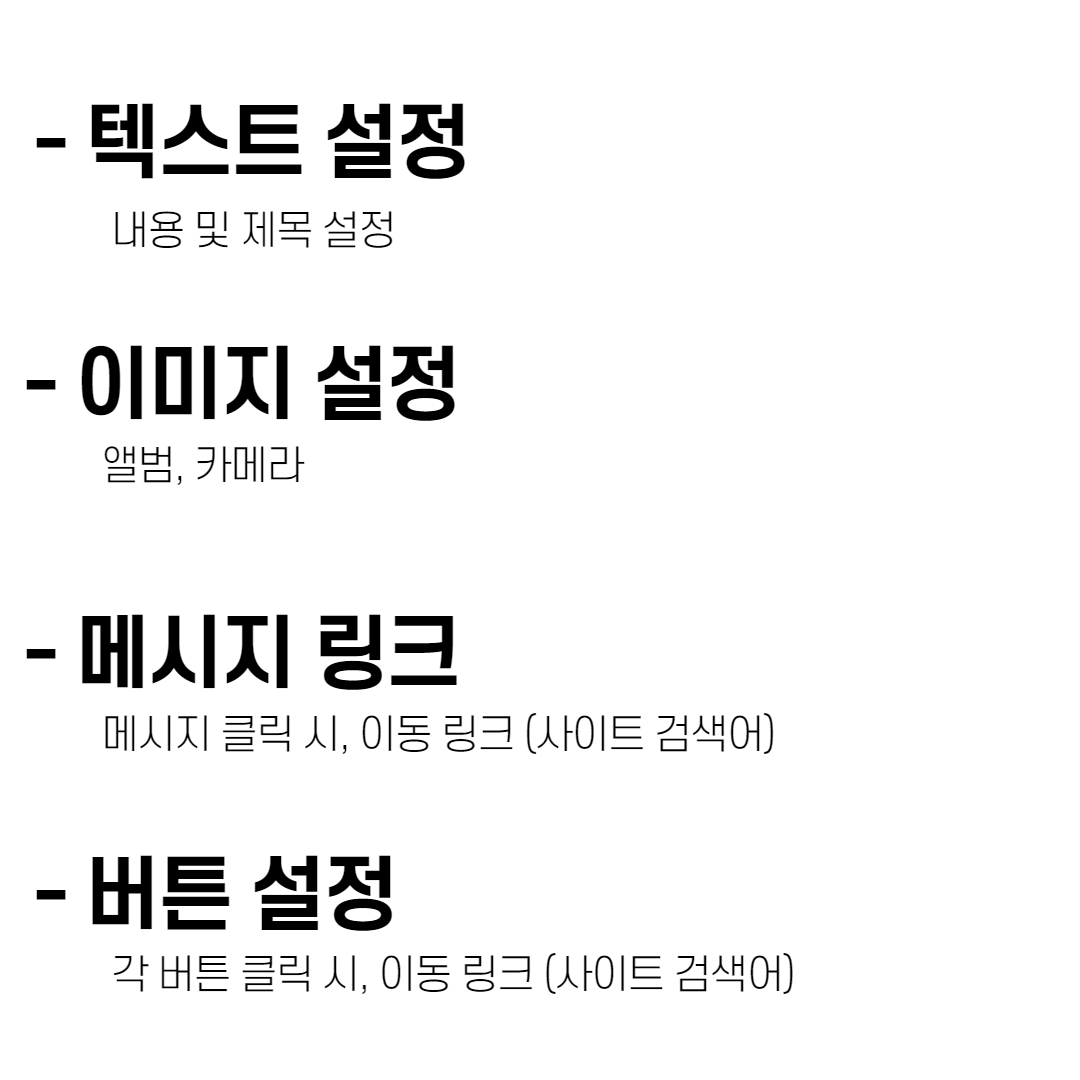 - 텍스트 설정
내용 및 제목 설정
- 이미지 설정
앨범, 카메라
- 메시지 링크
메시지 클릭 시, 이동 링크 (사이트 검색어)
- 버튼 설정
각 버튼 클릭 시, 이동 링크 (사이트 검색어)